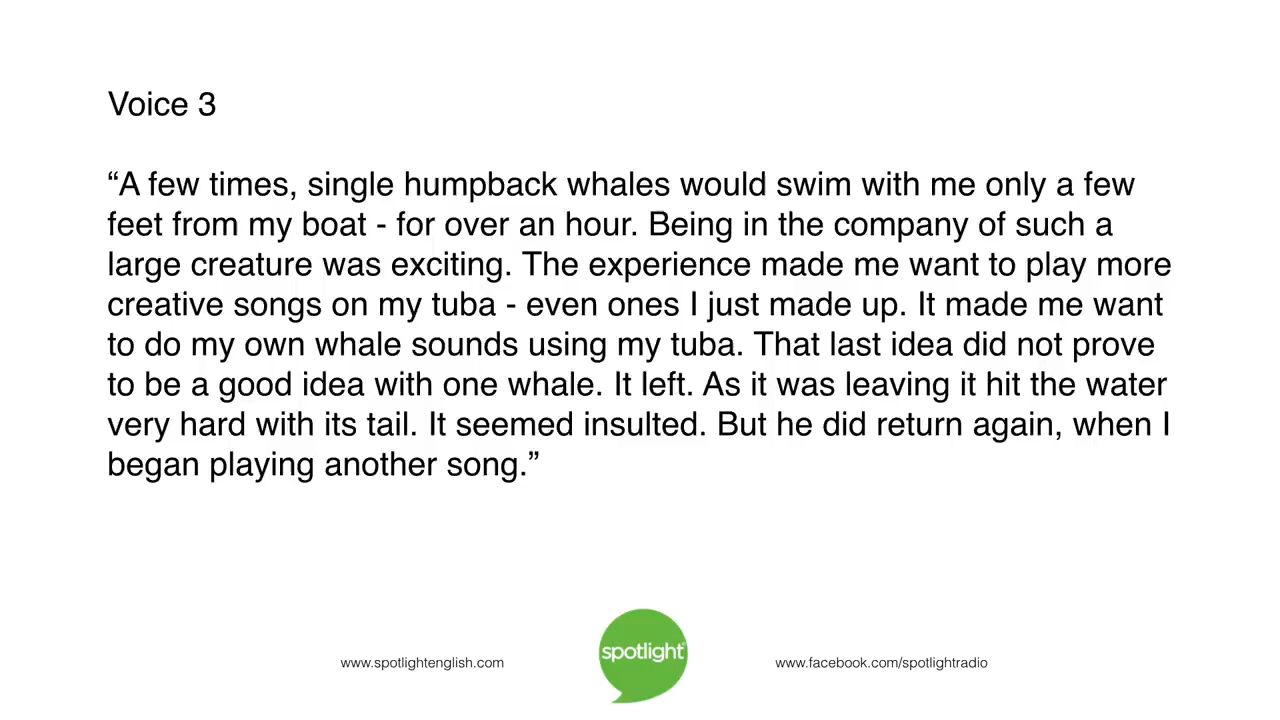 Voice 3
“A few times, single humpback whales would swim with me only a few
feet from my boat - for over an hour. Being in the company of such a
large creature was exciting. The experience made me want to play more
creative songs on my tuba - even ones I just made up. It made me want
to do my own whale sounds using my tuba. That last idea did not prove
to be a good idea with one whale. It left. As it was leaving it hit the water
very hard with its tail. It seemed insulted. But he did return again, when I
began playing another song.”
www.spotlightenglish.com
spotlight
www.facebook.com/spotlightradio